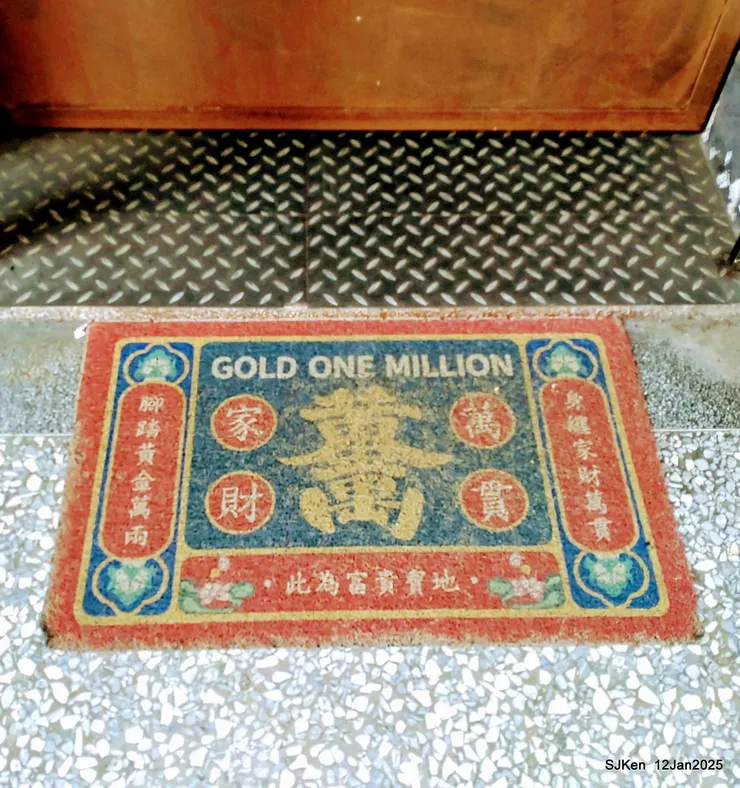 GOLD ONE MILLION
腳踏黃金萬兩
家財
萬貫
身纏家財萬貫
·此為富貴寶地·
SJKen 12Jan2025